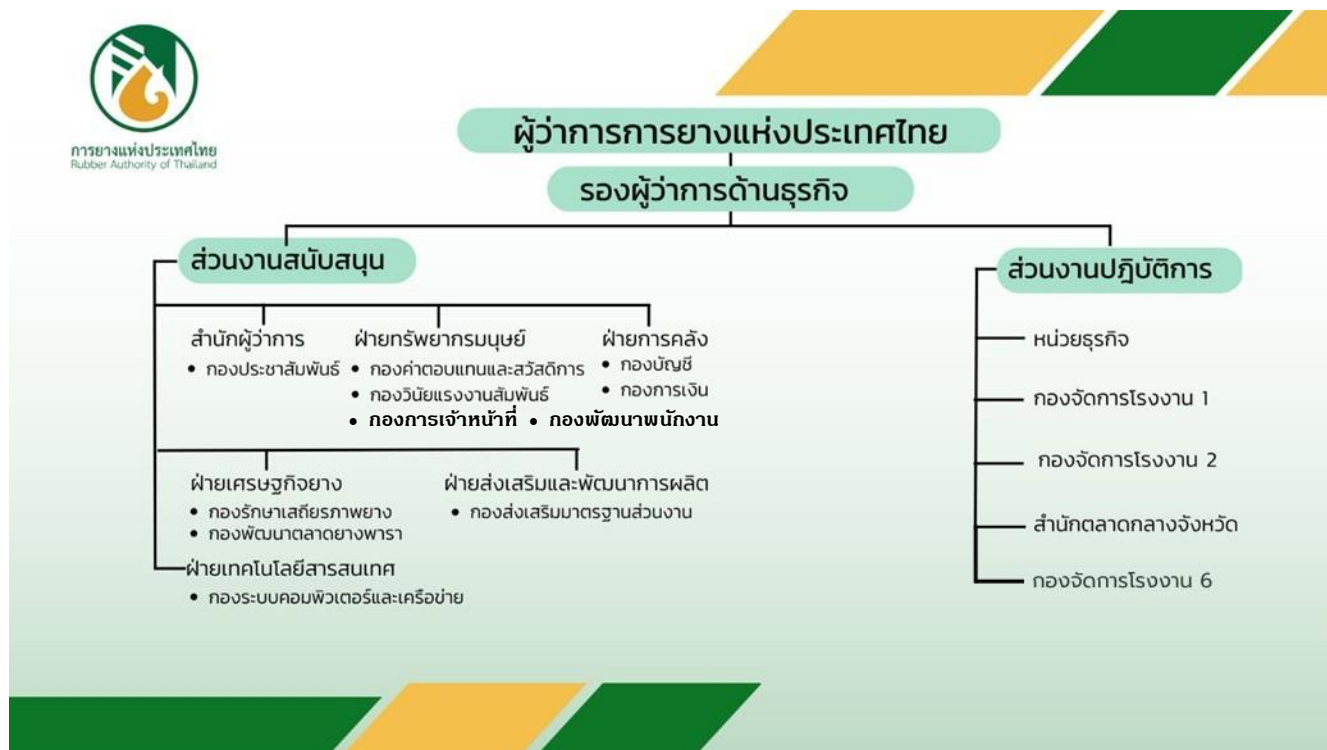 การยางแห่งประเทศไทย
Rubber Authority of Thailand
ผู้ว่าการการยางแห่งประเทศไทย
รองผู้ว่าการด้านธุรกิจ
ส่วนงานสนับสนุน
สำนักผู้ว่าการ
• กองประชาสัมพันธ์
ฝ่ายทรัพยากรมนุษย์
• กองค่าตอบแทนและสวัสดิการ
• กองวินัยแรงงานสัมพันธ์
• กองการเจ้าหน้าที่ • กองพัฒนาพนักงาน
ฝ่ายการคลัง
• กองบัญชี
• กองการเงิน
ฝ่ายเศรษฐกิจยาง
• กองรักษาเสถียรภาพยาง
• กองพัฒนาตลาดยางพารา
ฝ่ายส่งเสริมและพัฒนาการผลิต
• กองส่งเสริมมาตรฐานส่วนงาน
ฝ่ายเทคโนโลยีสารสนเทศ
• กองระบบคอมพิวเตอร์และเครือข่าย
ส่วนงานปฎิบัติการ
หน่วยธุรกิจ
กองจัดการโรงงาน 1
กองจัดการโรงงาน 2
สำนักตลาดกลางจังหวัด
กองจัดการโรงงาน 6